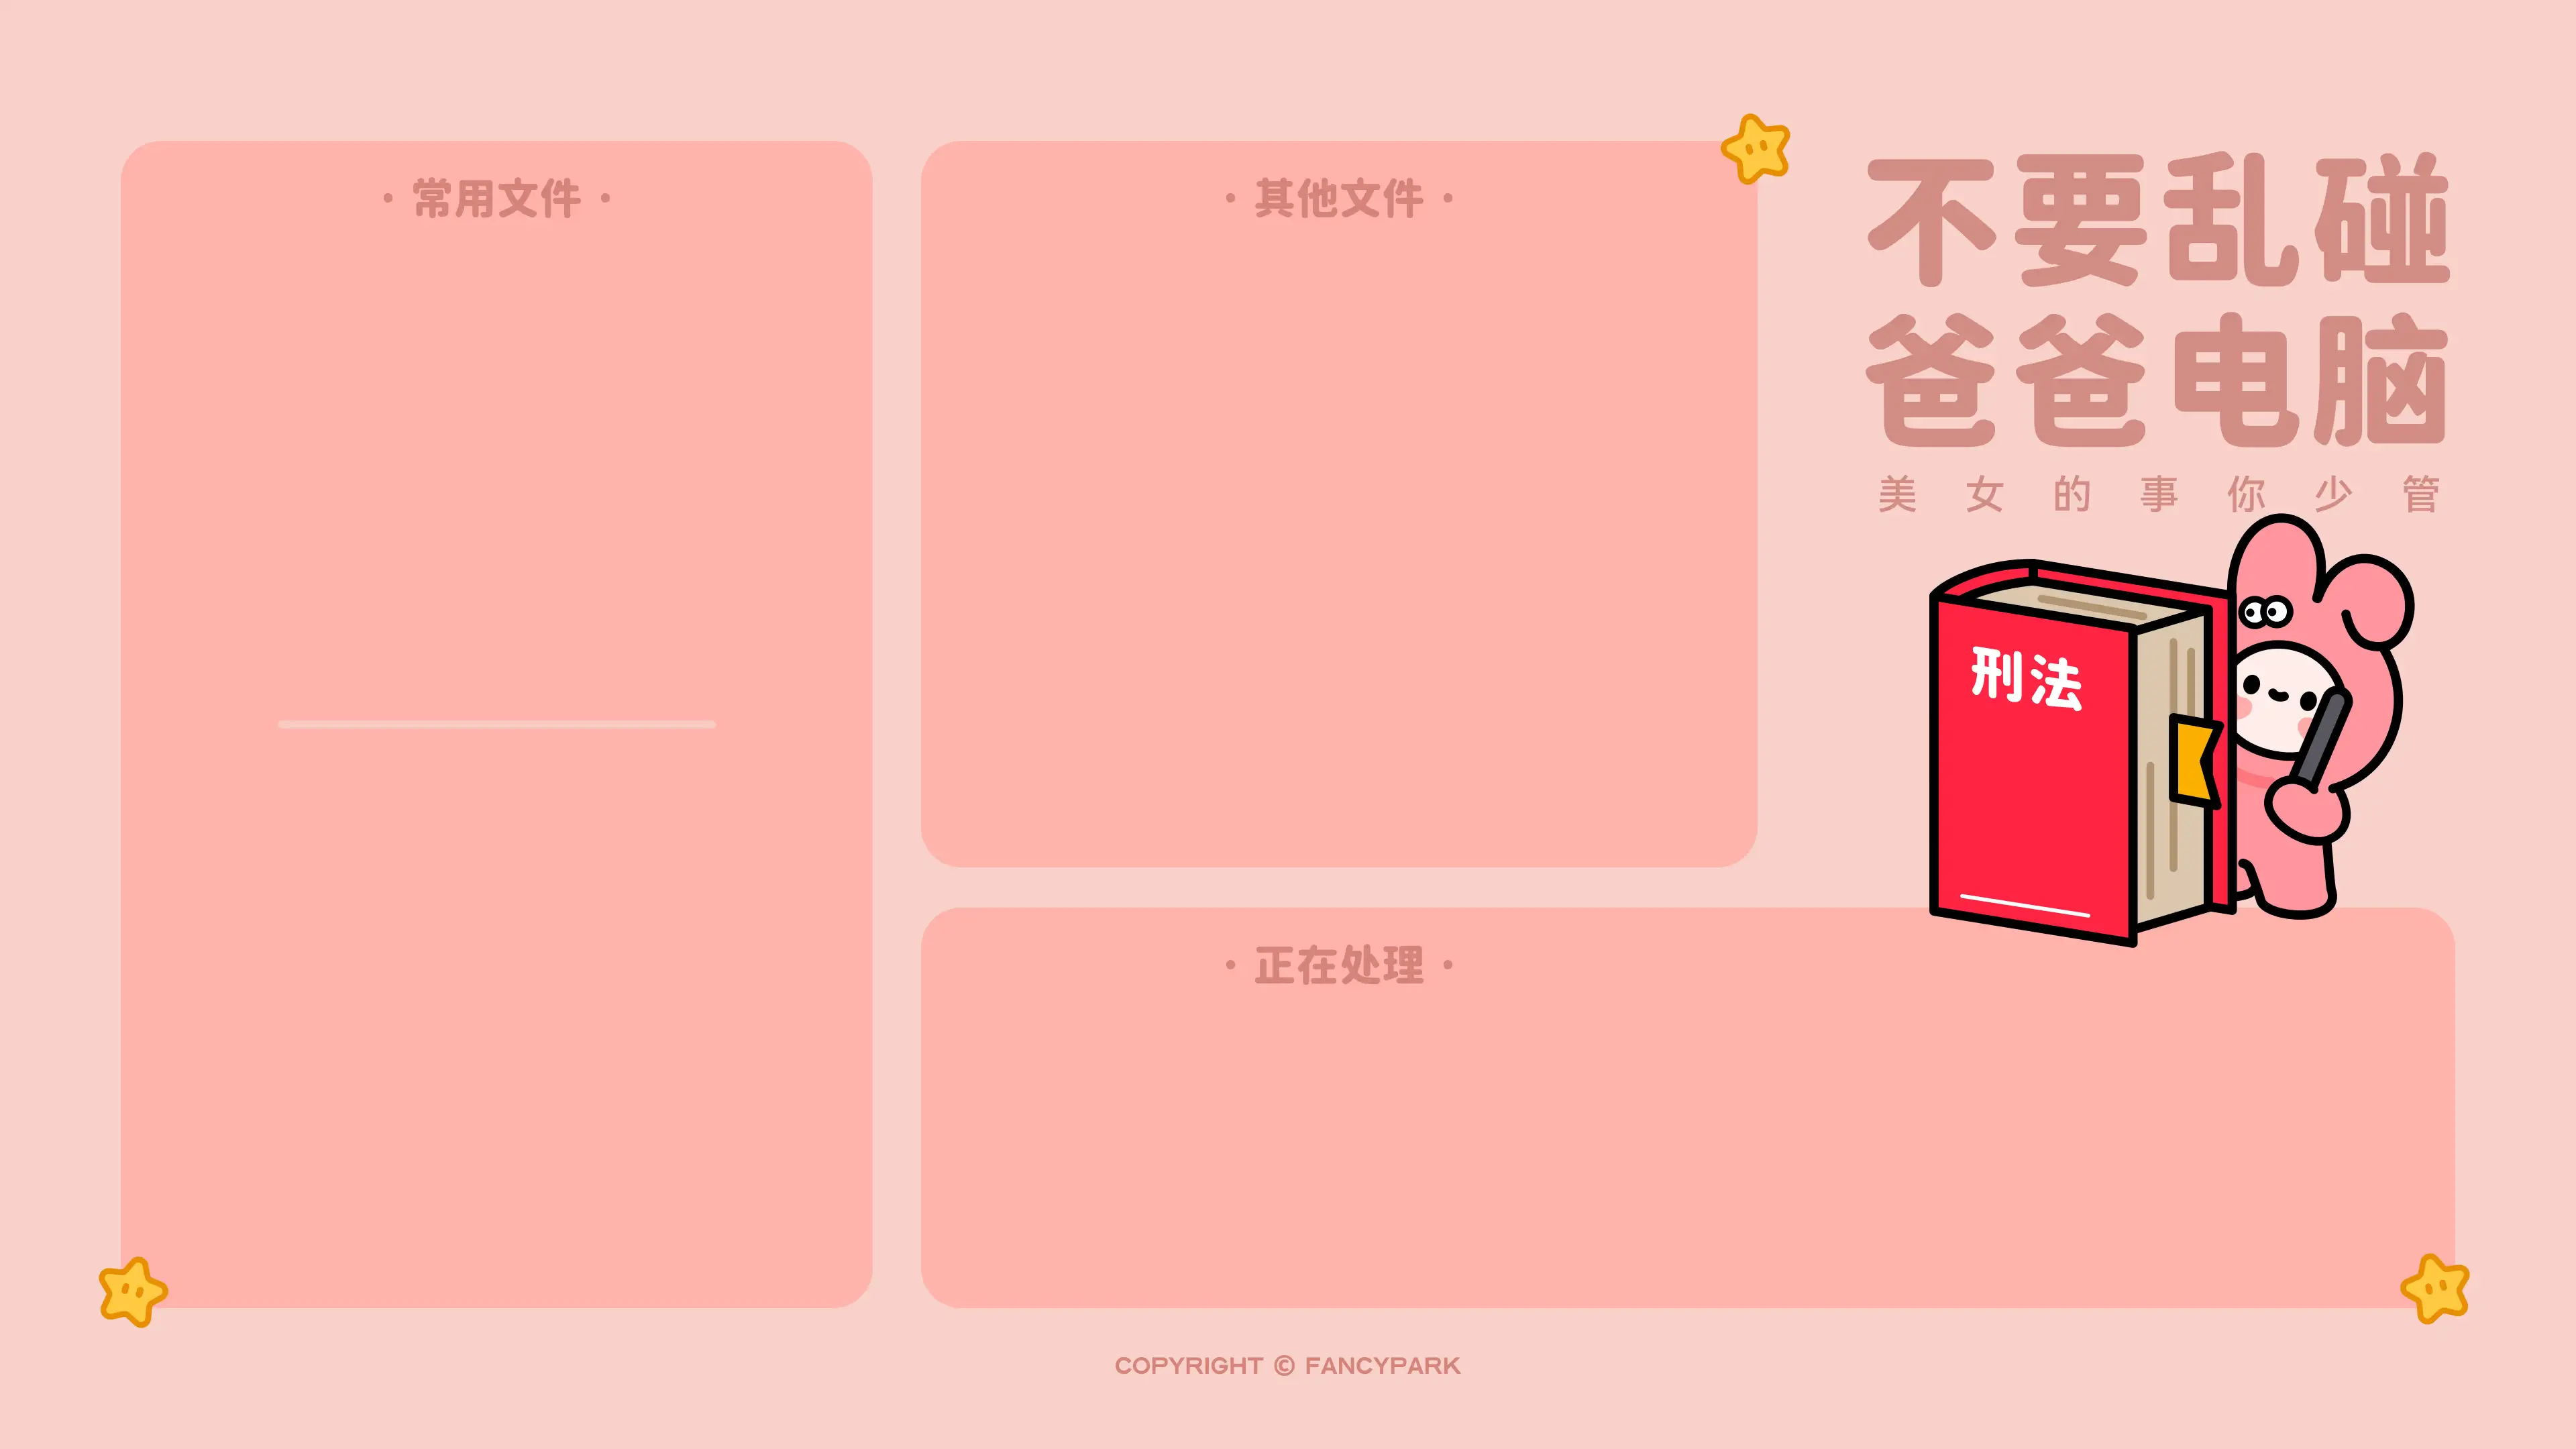 · 常用文件 ·
· 其他文件 ·
不要乱碰
爸爸电脑
美女的事你少管
刑法
· 正在处理 ·
COPYRIGHT © FANCYPARK